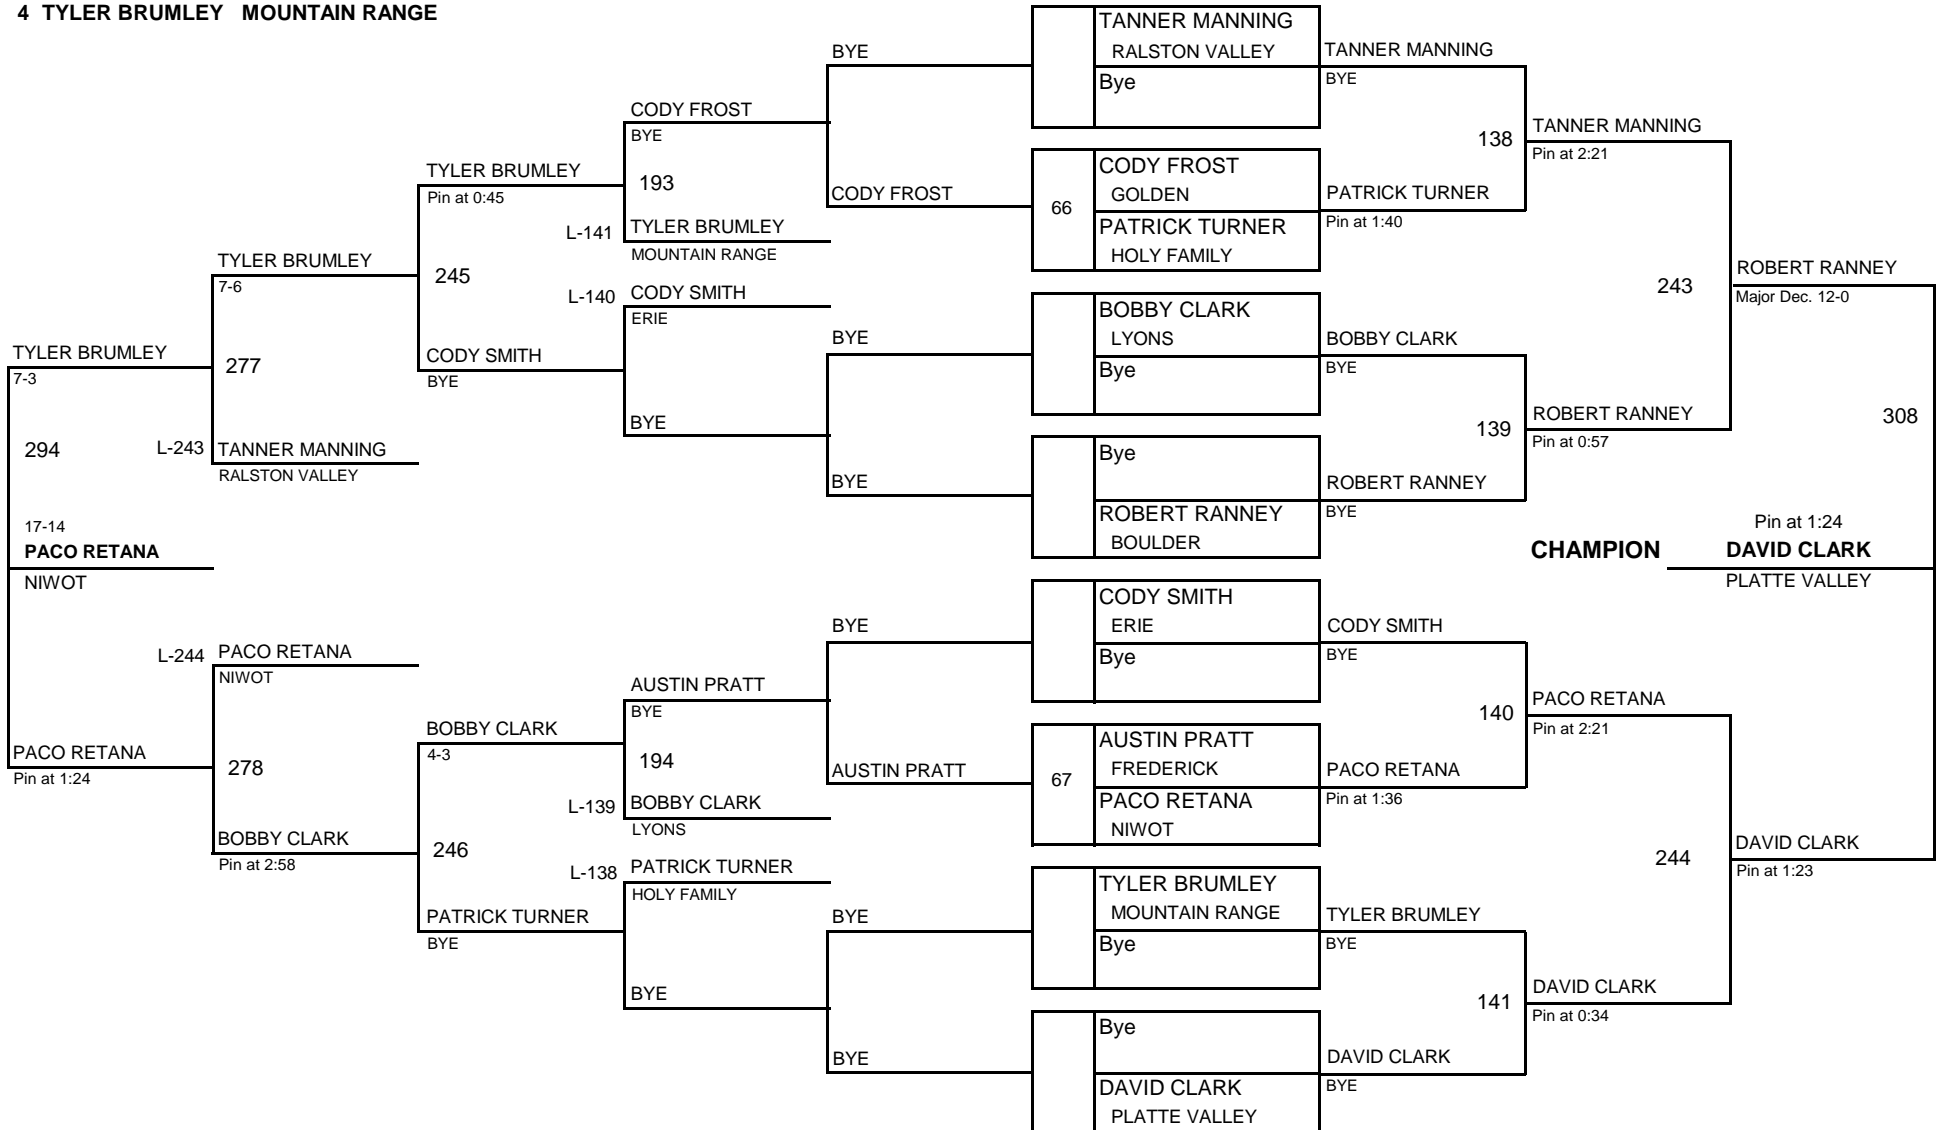 4 TYLER BRUMLEY MOUNTAIN RANGE
TANNER MANNING
RALSTON VALLEY
Bye
BYE
TANNER MANNING
BYE
CODY FROST
BYE
138
TANNER MANNING
Pin at 2:21
TYLER BRUMLEY
Pin at 0:45
193
CODY FROST
66
CODY FROST
GOLDEN
PATRICK TURNER
HOLY FAMILY
PATRICK TURNER
Pin at 1:40
L-141
TYLER BRUMLEY
MOUNTAIN RANGE
TYLER BRUMLEY
7-6
245
L-140
CODY SMITH
ERIE
243
ROBERT RANNEY
Major Dec. 12-0
BOBBY CLARK
LYONS
Bye
BYE
BOBBY CLARK
BYE
TYLER BRUMLEY
7-3
277
CODY SMITH
BYE
BYE
139
ROBERT RANNEY
Pin at 0:57
308
294
L-243
TANNER MANNING
RALSTON VALLEY
Bye
ROBERT RANNEY
BOULDER
BYE
ROBERT RANNEY
BYE
17-14
PACO RETANA
NIWOT
Pin at 1:24
CHAMPION
DAVID CLARK
PLATTE VALLEY
CODY SMITH
ERIE
Bye
BYE
CODY SMITH
BYE
L-244
PACO RETANA
NIWOT
AUSTIN PRATT
BYE
140
PACO RETANA
Pin at 2:21
BOBBY CLARK
4-3
194
AUSTIN PRATT
67
AUSTIN PRATT
FREDERICK
PACO RETANA
NIWOT
PACO RETANA
Pin at 1:36
PACO RETANA
Pin at 1:24
278
L-139
BOBBY CLARK
LYONS
BOBBY CLARK
Pin at 2:58
246
L-138
PATRICK TURNER
HOLY FAMILY
244
DAVID CLARK
Pin at 1:23
TYLER BRUMLEY
MOUNTAIN RANGE
Bye
PATRICK TURNER
BYE
BYE
TYLER BRUMLEY
BYE
BYE
141
DAVID CLARK
Pin at 0:34
Bye
DAVID CLARK
PLATTE VALLEY
BYE
DAVID CLARK
BYE